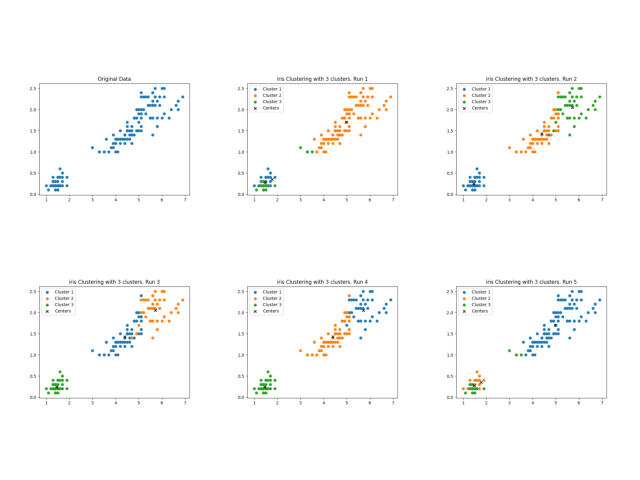 Original Data
2.5
2.0
1.5
1.0
0.5
0.0
1 2 3 4 5 6 7
iris Clustering with 3 clusters. Run 1
Cluster 1
Cluster 2
Cluster 3
Centers
2.5
2.0
1.5
1.0
0.5
0.0
1 2 3 4 5 6 7
iris Clustering with 3 clusters. Run 2
Cluster 1
Cluster 2
Cluster 3
Centers
2.5
2.0
1.5
1.0
0.5
0.0
1 2 3 4 5 6 7
iris Clustering with 3 clusters. Run 3
Cluster 1
Cluster 2
Cluster 3
Centers
2.5
2.0
1.5
1.0
0.5
0.0
1 2 3 4 5 6 7
iris Clustering with 3 clusters. Run 4
Cluster 1
Cluster 2
Cluster 3
Centers
2.5
2.0
1.5
1.0
0.5
0.0
1 2 3 4 5 6 7
iris Clustering with 3 clusters. Run 5
Cluster 1
Cluster 2
Cluster 3
Centers
2.5
2.0
1.5
1.0
0.5
0.0
1 2 3 4 5 6 7